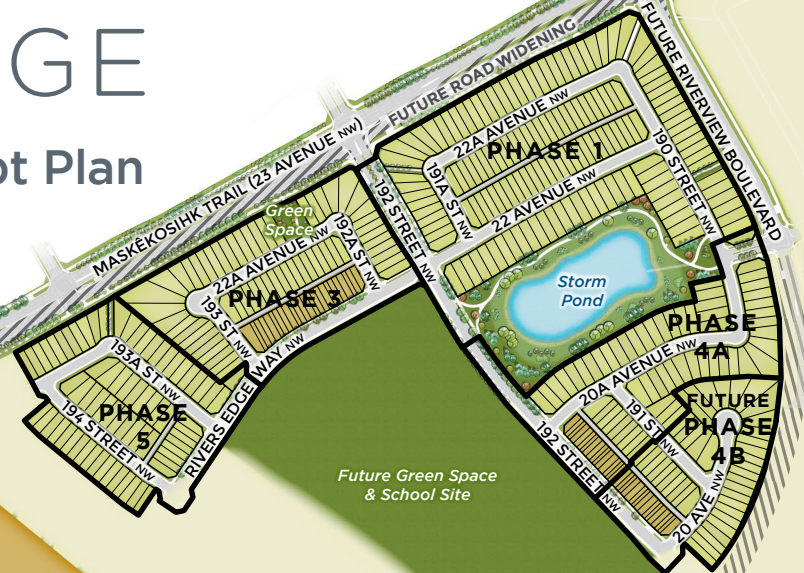 GE
ot Plan
MASKÊKOSIHK TRAIL (23 AVENUE NW)
FUTURE ROAD WIDENING
FUTURE RIVERVIEW BOULEVARD
22A AVENUE NW
PHASE 1
191A ST NW
22 AVENUE NW
190 STREET NW
192 STREET NW
Green
Space
192A ST NW
22A AVENUE NW
PHASE 3
193 ST NW
Storm
Pond
PHASE
4A
20A AVENUE NW
193A ST NW
PHASE
5
194 STREET NW
RIVERS EDGE WAY NW
FUTURE
PHASE
4B
191 ST NW
192 STREET NW
20 AVE NW
Future Green Space
& School Site